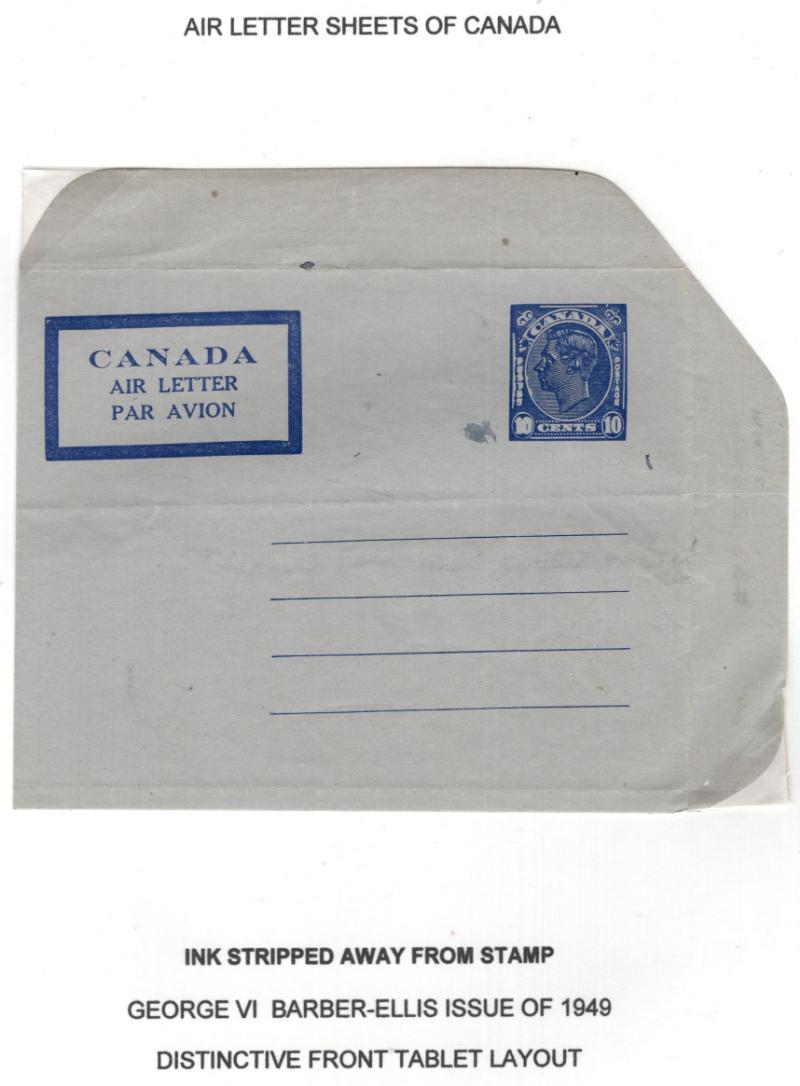 AIR LETTER SHEETS OF CANADA
CANADA
AIR LETTER
PAR AVION
CANADA
POSTAGE
10 CENTS 10
INK STRIPPED AWAY FROM STAMP
GEORGE VI BARBER-ELLIS ISSUE OF 1949
DISTINCTIVE FRONT TABLET LAYOUT